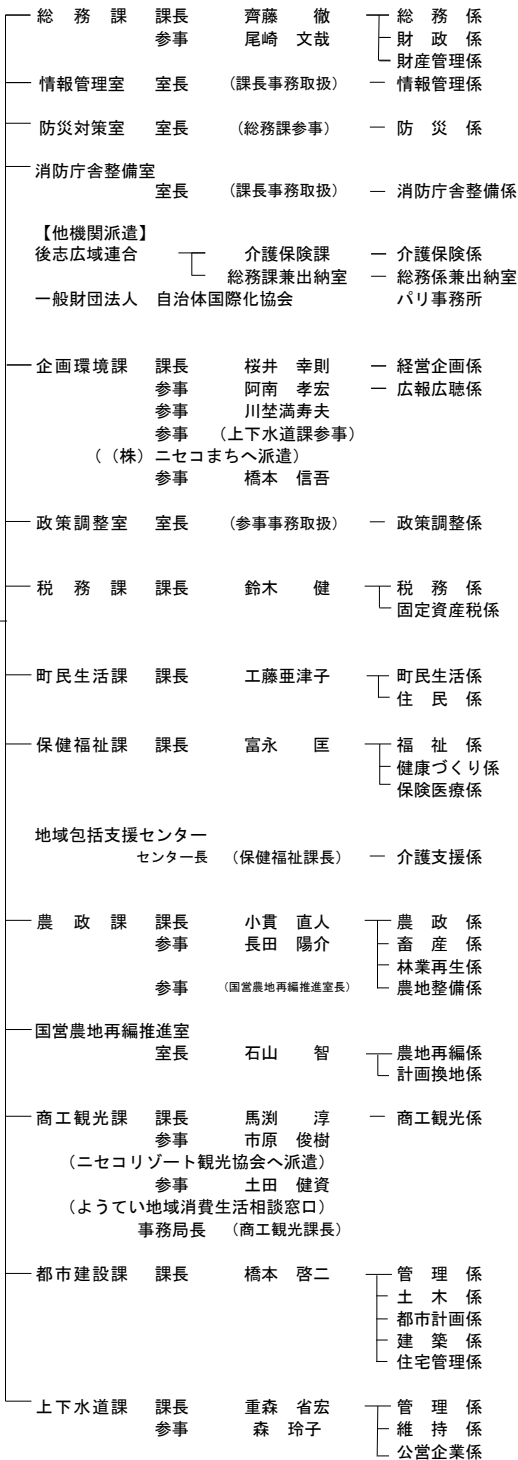 総務課 課長 齊藤 徹 総務係
参事 尾崎 文哉 財政係
財産管理係
情報管理室 室長 (課長事務取扱) 情報管理係
防災対策室 室長 (総務課参事) 防災係
消防庁舎整備室
室長 (課長事務取扱) 消防庁舎整備係
【他機関派遣】
後志広域連合 介護保険課 介護保険係
総務課兼出納室 総務係兼出納室
一般財団法人 自治体国際化協会 パリ事務所
企画環境課 課長 桜井 幸則 経営企画係
参事 阿南 孝宏 広報広聴係
参事 川埜満寿夫
参事 (上下水道課参事)
((株)ニセコまちへ派遣)
参事 橋本 信吾
政策調整室 室長 (参事事務取扱) 政策調整係
税務課 課長 鈴木 健 税務係
固定資産税係
町民生活課 課長 工藤亜津子 町民生活係
住民係
保健福祉課 課長 富永 匡 福祉係
健康づくり係
保険医療係
地域包括支援センター
センター長 (保健福祉課長) 介護支援係
農政課 課長 小貫 直人 農政係
参事 長田 陽介 畜産係
林業再生係
参事 (国営農地再編推進室長) 農地整備係
国営農地再編推進室
室長 石山 智 農地再編係
計画換地係
商工観光課 課長 馬渕 淳 商工観光係
参事 市原 俊樹
(ニセコリゾート観光協会へ派遣)
参事 土田 健資
(ようてい地域消費生活相談窓口)
事務局長 (商工観光課長)
都市建設課 課長 橋本 啓二 管理係
土木係
都市計画係
建築係
住宅管理係
上下水道課 課長 重森 省宏 管理係
参事 森 玲子 維持係
公営企業係